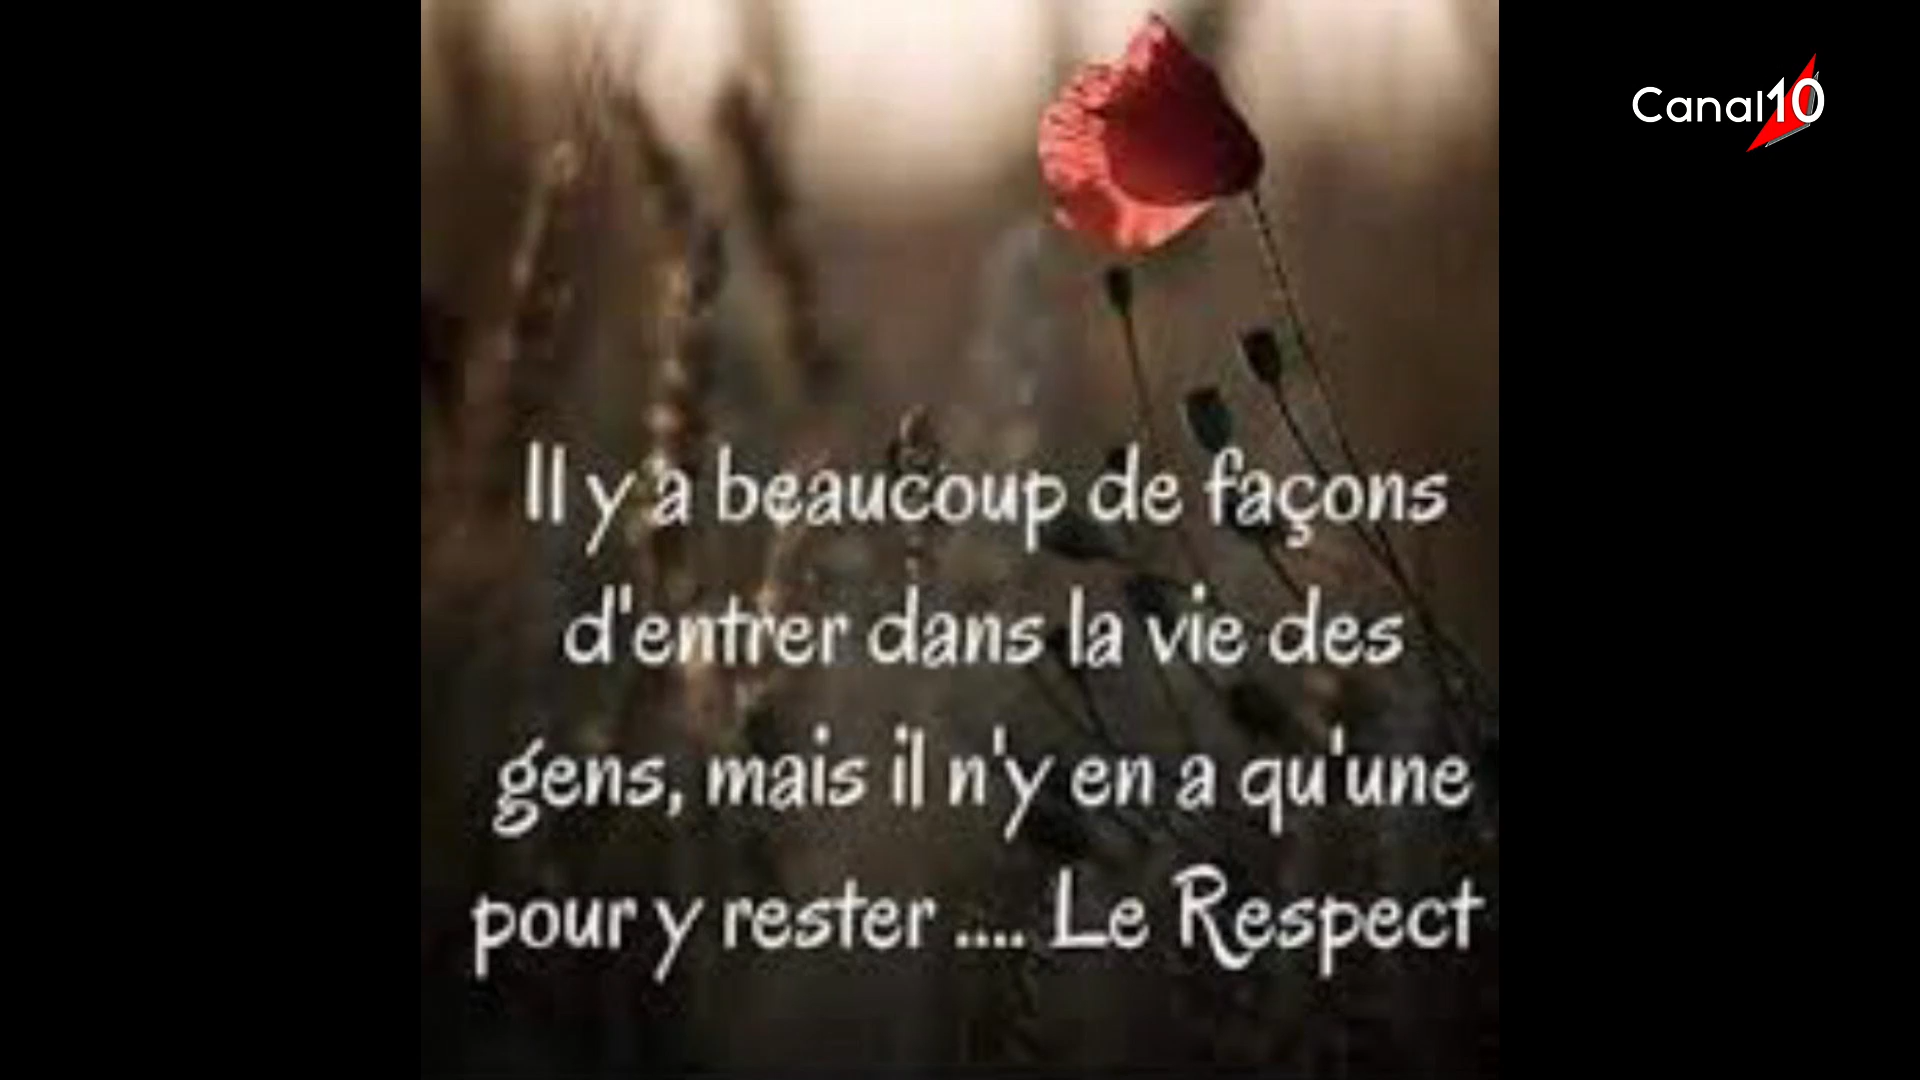 Canal10
Il y a beaucoup de façons
d'entrer dans la vie des
gens, mais il n'y en a qu'une
pour y rester .... Le Respect